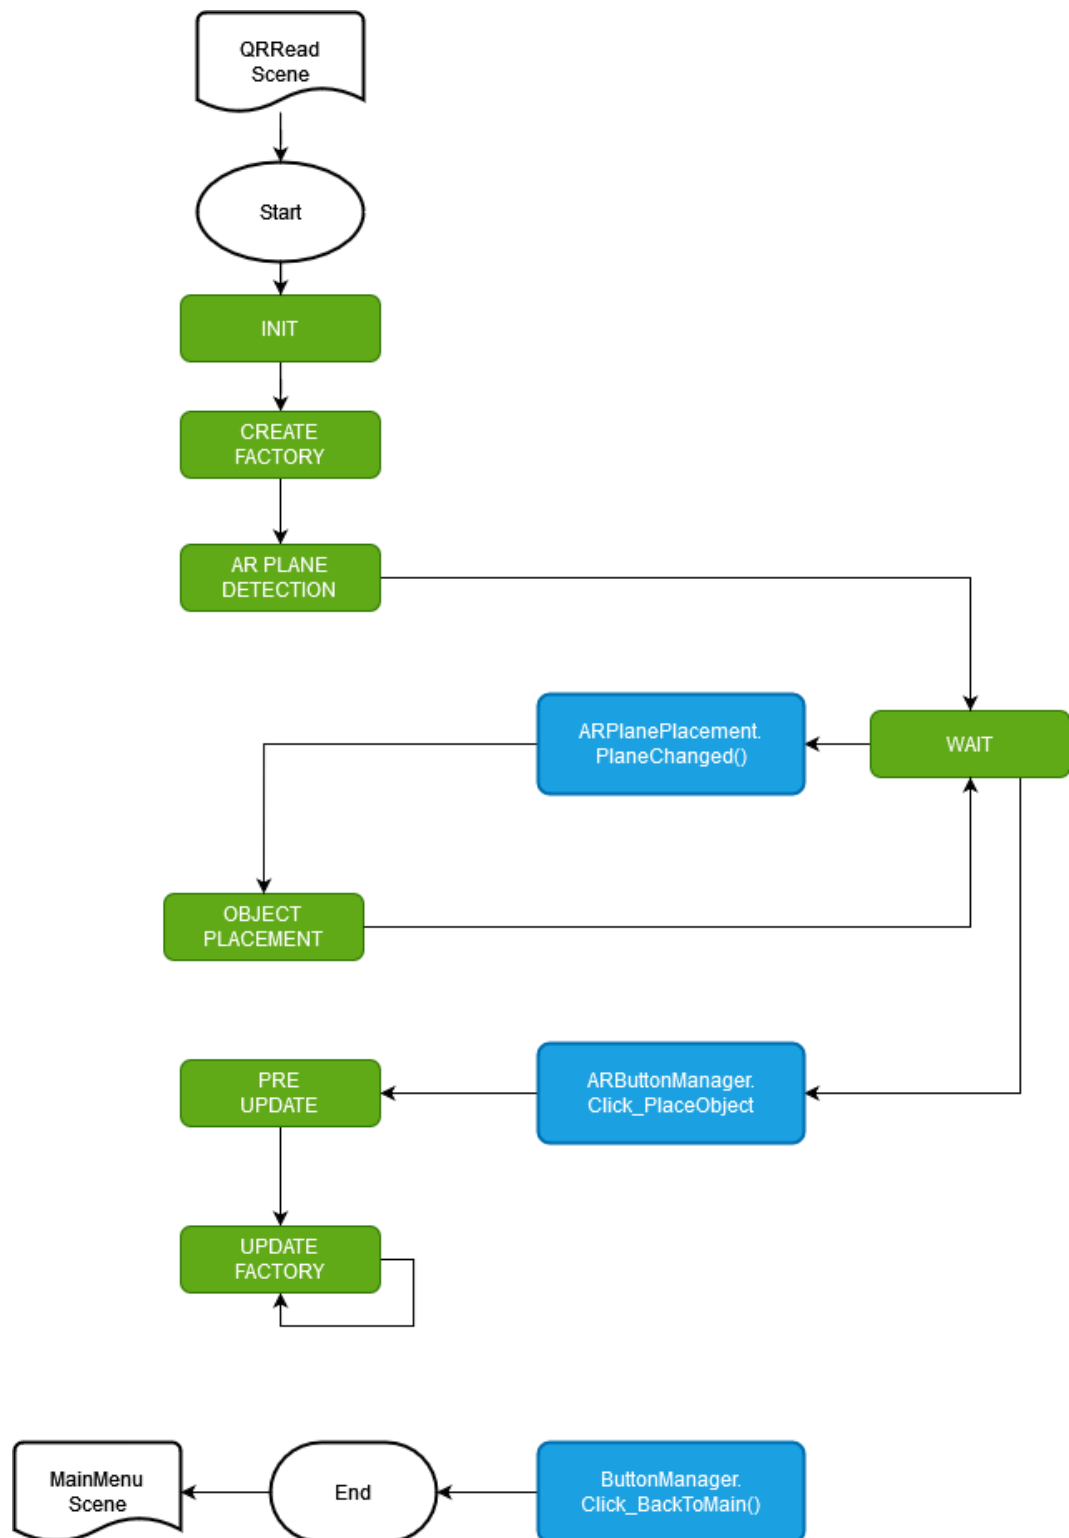 QRRead
Scene
Start
INIT
CREATE
FACTORY
AR PLANE
DETECTION
ARPlanePlacement.
PlaneChanged()
WAIT
OBJECT
PLACEMENT
PRE
UPDATE
ARButtonManager.
Click_PlaceObject
UPDATE
FACTORY
MainMenu
Scene
End
ButtonManager.
Click_BackToMain()